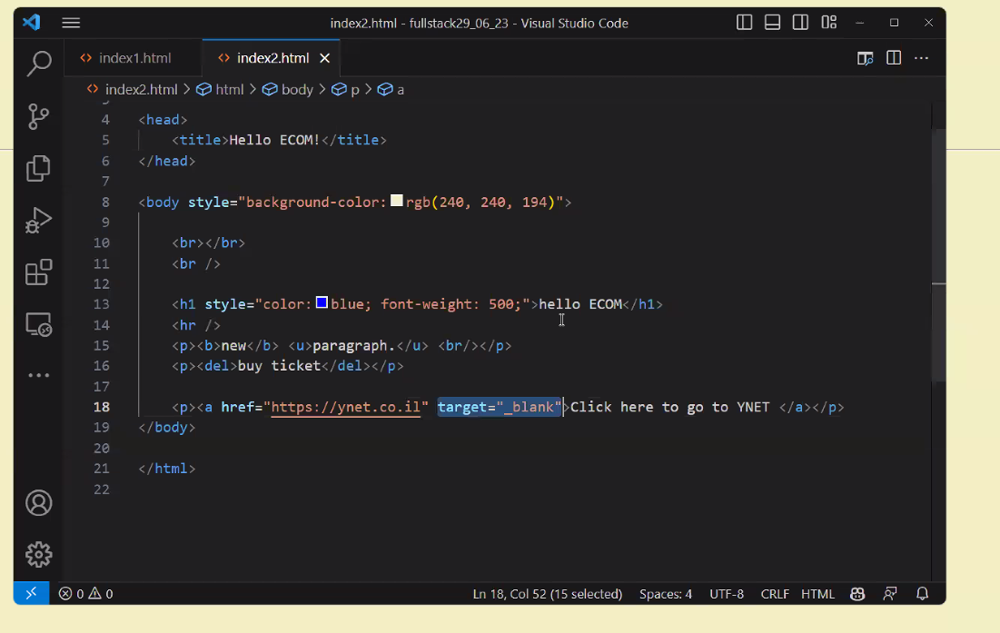 index2.html - fullstack29_06_23 - Visual Studio Code
index1.html index2.html
index2.html > html > body > p > a
4 <head>
5 <title>Hello ECOM!</title>
6 </head>
7
8 <body style="background-color: rgb(240, 240, 194)">
9
10 <br></br>
11 <br />
12
13 <h1 style="color: blue; font-weight: 500;">hello ECOM</h1>
14 <hr />
15 <p><b>new</b> <u>paragraph.</u> <br/></p>
16 <p><del>buy ticket</del></p>
17
18 <p><a href="https://ynet.co.il" target="_blank">Click here to go to YNET </a></p>
19 </body>
20
21 </html>
22
0 0 Ln 18, Col 52 (15 selected) Spaces: 4 UTF-8 CRLF HTML